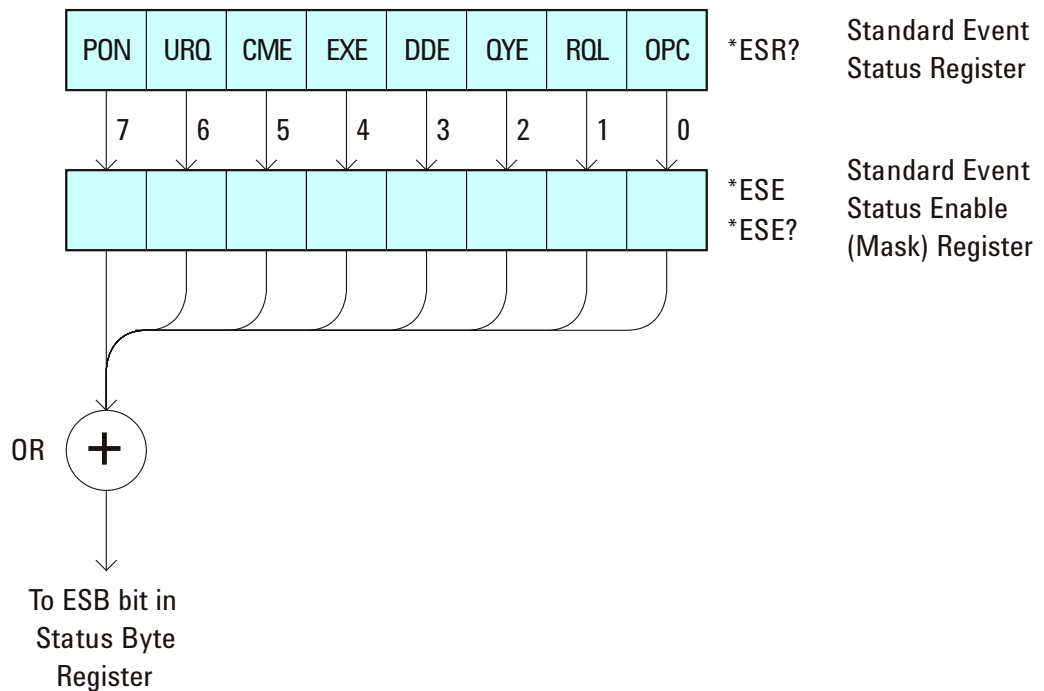 PON URQ CME EXE DDE QYE RQL OPC *ESR?
Standard Event
Status Register
7 6 5 4 3 2 1 0
*ESE
*ESE?
Standard Event
Status Enable
(Mask) Register
OR +
To ESB bit in
Status Byte
Register